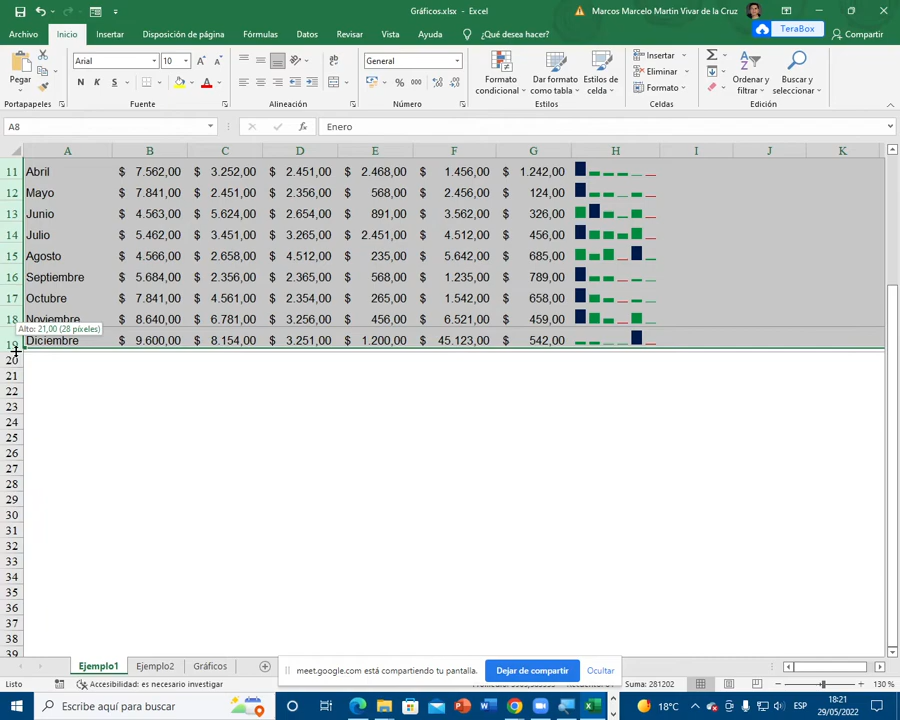 Gráficos.xlsx - Excel
Marcos Marcelo Martin Vivar de la Cruz
TeraBox
Archivo Inicio Insertar Disposición de página Fórmulas Datos Revisar Vista Ayuda ¿Qué desea hacer? Compartir
Pegar
Arial 10
N K S
General
Formato condicional
Dar formato como tabla
Estilos de celda
Insertar
Eliminar
Formato
Ordenar y filtrar
Buscar y seleccionar
Portapapeles Fuente Alineación Número Estilos Celdas Edición
A8 fx Enero
A B C D E F G H I J K
11 Abril $ 7.562,00 $ 3.252,00 $ 2.451,00 $ 2.468,00 $ 1.456,00 $ 1.242,00
12 Mayo $ 7.841,00 $ 2.451,00 $ 2.356,00 $ 568,00 $ 2.456,00 $ 124,00
13 Junio $ 4.563,00 $ 5.624,00 $ 2.654,00 $ 891,00 $ 3.562,00 $ 326,00
14 Julio $ 5.462,00 $ 3.451,00 $ 3.265,00 $ 2.451,00 $ 4.512,00 $ 456,00
15 Agosto $ 4.566,00 $ 2.658,00 $ 4.512,00 $ 235,00 $ 5.642,00 $ 685,00
16 Septiembre $ 5.684,00 $ 2.356,00 $ 2.365,00 $ 568,00 $ 1.235,00 $ 789,00
17 Octubre $ 7.841,00 $ 4.561,00 $ 2.354,00 $ 265,00 $ 1.542,00 $ 658,00
18 Noviembre $ 8.640,00 $ 6.781,00 $ 3.256,00 $ 456,00 $ 6.521,00 $ 459,00
Alto: 21,00 (28 píxeles)
19 Diciembre $ 9.600,00 $ 8.154,00 $ 3.251,00 $ 1.200,00 $ 45.123,00 $ 542,00
20
21
22
23
24
25
26
27
28
29
30
31
32
33
34
35
36
37
38
39
Ejemplo1 Ejemplo2 Gráficos
meet.google.com está compartiendo tu pantalla. Dejar de compartir Ocultar
Listo Accesibilidad: es necesario investigar Suma: 281202 130 %
Escribe aquí para buscar
18°C ESP
18:21
29/05/2022